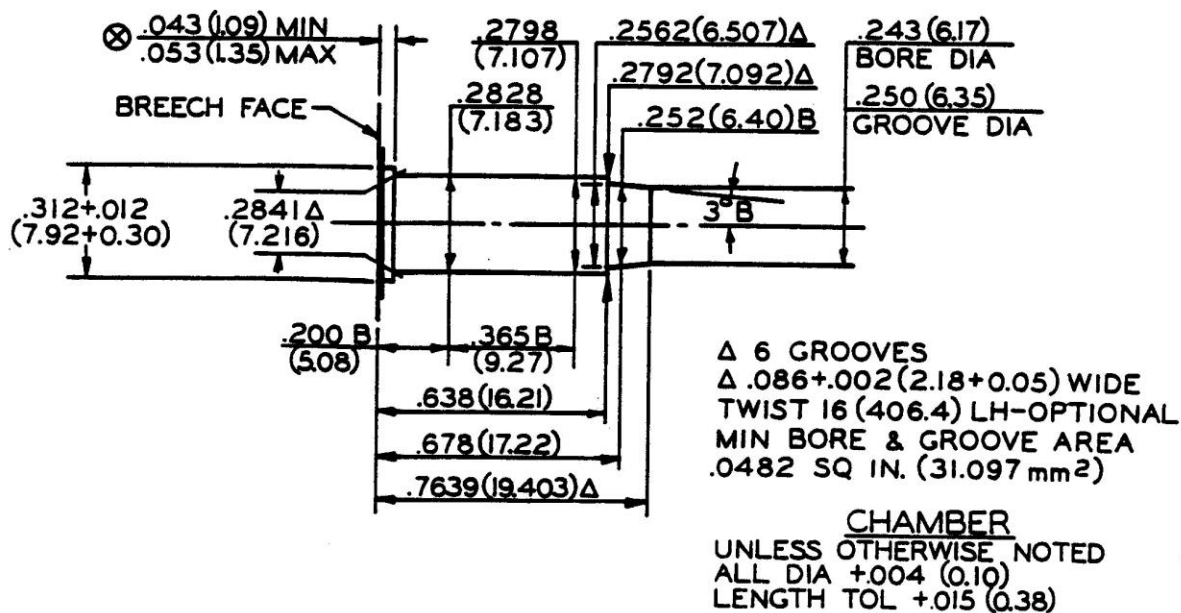 ⊗ .043 (1.09) MIN
.053 (1.35) MAX
BREECH FACE
.2798
(7.107)
.2828
(7.183)
.2562(6.507)Δ
.2792(7.092)Δ
.252(6.40)B
.243(6.17)
BORE DIA
.250 (6.35)
GROOVE DIA
.312+.012
(7.92+0.30)
.2841Δ
(7.216)
3° B
.200 B
(5.08)
.365B
(9.27)
.638(16.21)
.678(17.22)
.7639(19.403)Δ
Δ 6 GROOVES
Δ .086+.002(2.18+0.05) WIDE
TWIST 16 (406.4) LH-OPTIONAL
MIN BORE & GROOVE AREA
.0482 SQ IN. (31.097 mm2)
CHAMBER
UNLESS OTHERWISE NOTED
ALL DIA +.004 (0.10)
LENGTH TOL +.015 (0.38)